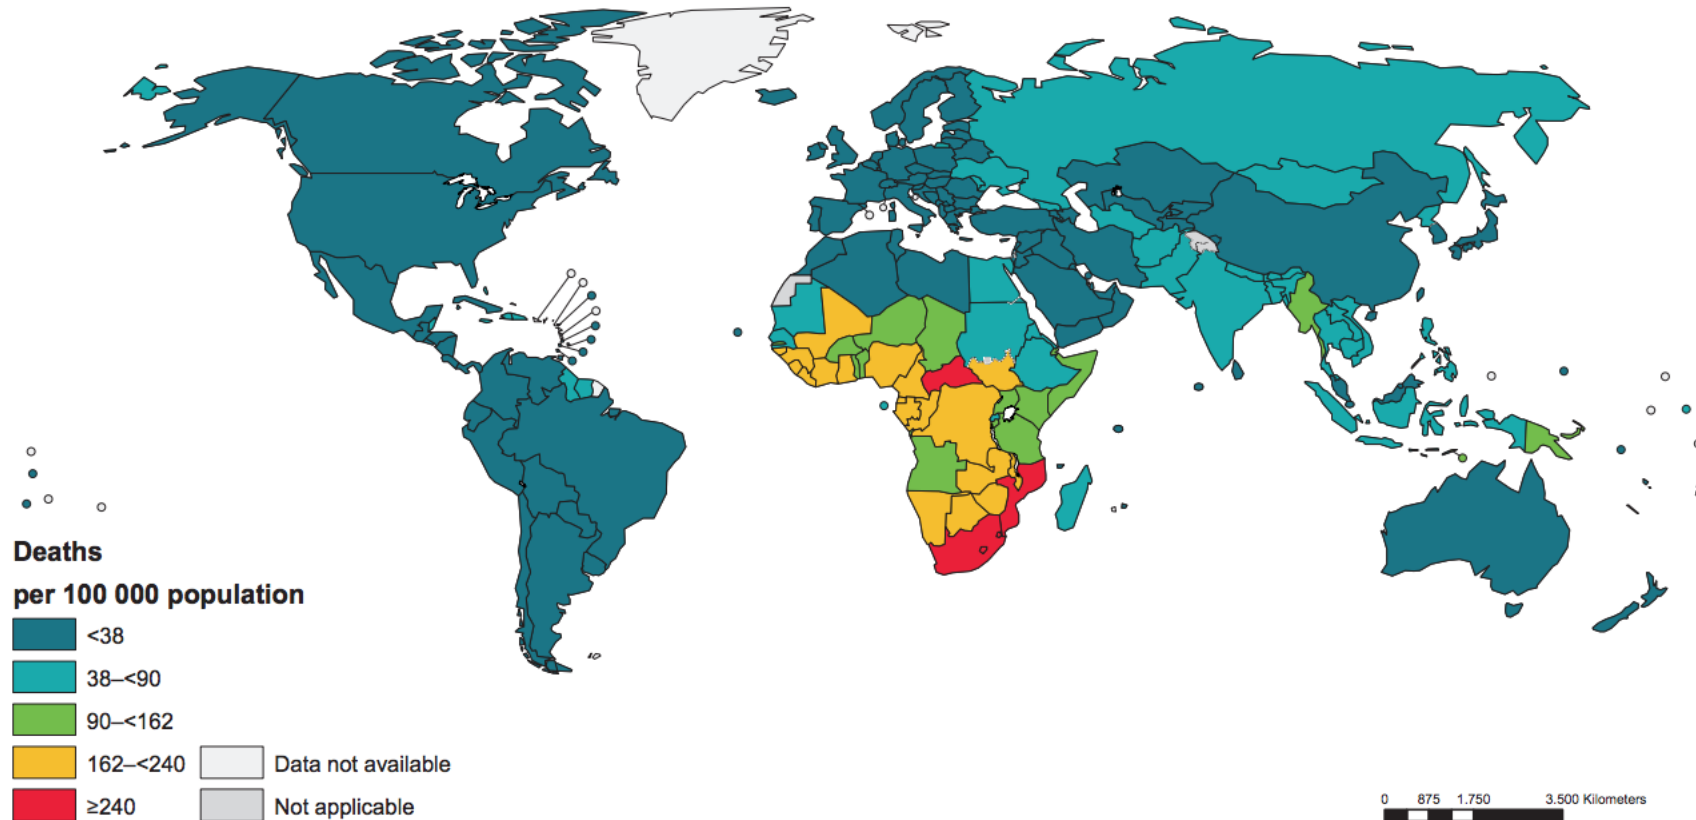 Deaths
per 100 000 population
<38
38–<90
90–<162
162–<240
≥240
Data not available
Not applicable
0 875 1.750 3.500 Kilometers